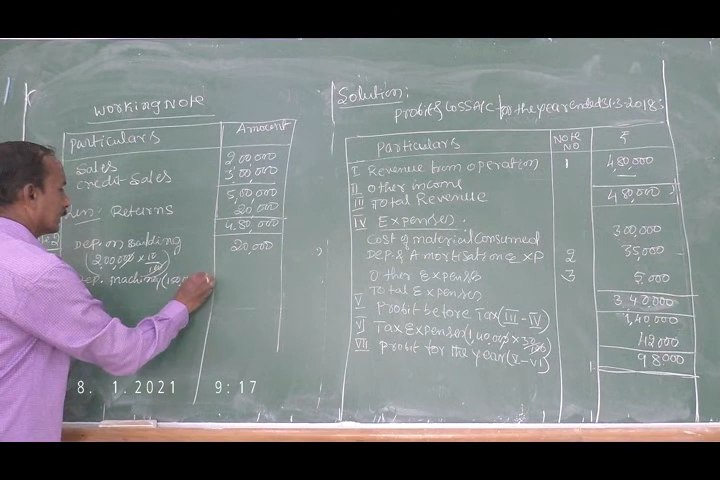 Working Note
Particulars Amount
Sales 2,00,000
Credit Sales 3,00,000
5,00,000
Less: Returns 20,000
4,80,000
Dep. on Building 20,000
(2,00,000 × 10/100)
Dep. machinery (150
Solution:
Profit & Loss A/C for the year ended 31.3.2018:
Particulars Note No ₹
I Revenue from operation 1 4,80,000
II Other income
III Total Revenue 4,80,000
IV Expenses.
Cost of material Consumed 300,000
Dep. & Amortisation Exp 2 35,000
Other Expenses 3 5,000
Total Expenses 3,40,000
V Profit before Tax (III - IV) 1,40,000
V Tax Expenses (1,40,000 × 30/100) 42000
VII Profit for the year (V - VI) 98,000
8. 1.2021 9:17